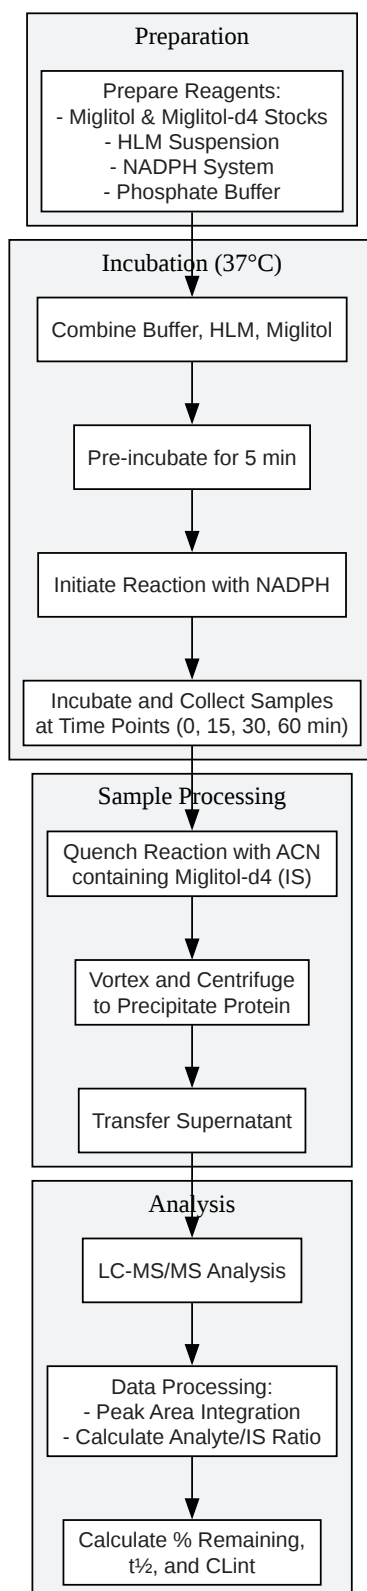 Preparation
Prepare Reagents:
- Miglitol & Miglitol-d4 Stocks
- HLM Suspension
- NADPH System
- Phosphate Buffer
Incubation (37°C)
Combine Buffer, HLM, Miglitol
Pre-incubate for 5 min
Initiate Reaction with NADPH
Incubate and Collect Samples
at Time Points (0, 15, 30, 60 min)
Sample Processing
Quench Reaction with ACN
containing Miglitol-d4 (IS)
Vortex and Centrifuge
to Precipitate Protein
Transfer Supernatant
Analysis
LC-MS/MS Analysis
Data Processing:
- Peak Area Integration
- Calculate Analyte/IS Ratio
Calculate % Remaining,
t½, and CLint